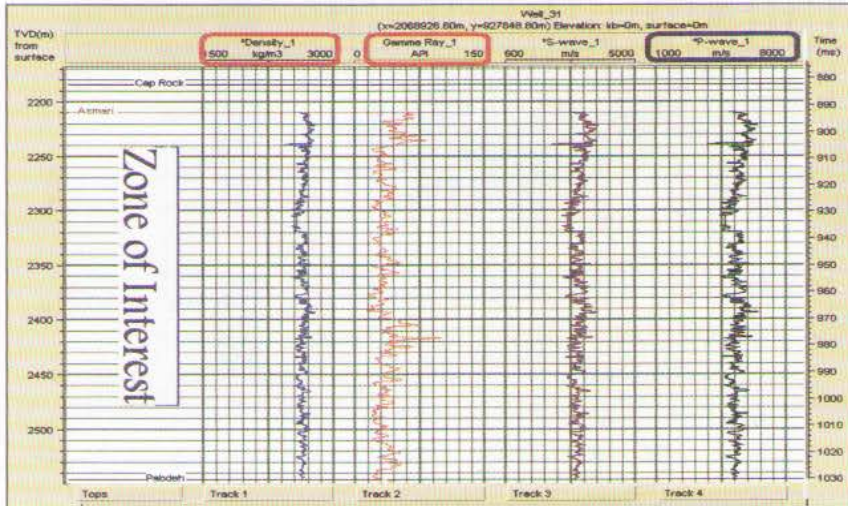 Well_31
(x=2068926.60m, y=927848.80m) Elevation: kb=0m, surface=0m
TVD(m) from surface
*Density_1
500 kg/m3 3000
Gamma Ray_1
0 API 150
*S-wave_1
600 m/s 5000
*P-wave_1
1000 m/s 8000
Time (ms)
Cap Rock
Asmari
Zone of Interest
Pabdeh
2200
2250
2300
2350
2400
2450
2500
880
890
900
910
920
930
940
950
960
970
980
990
1000
1010
1020
1030
Tops
Track 1
Track 2
Track 3
Track 4